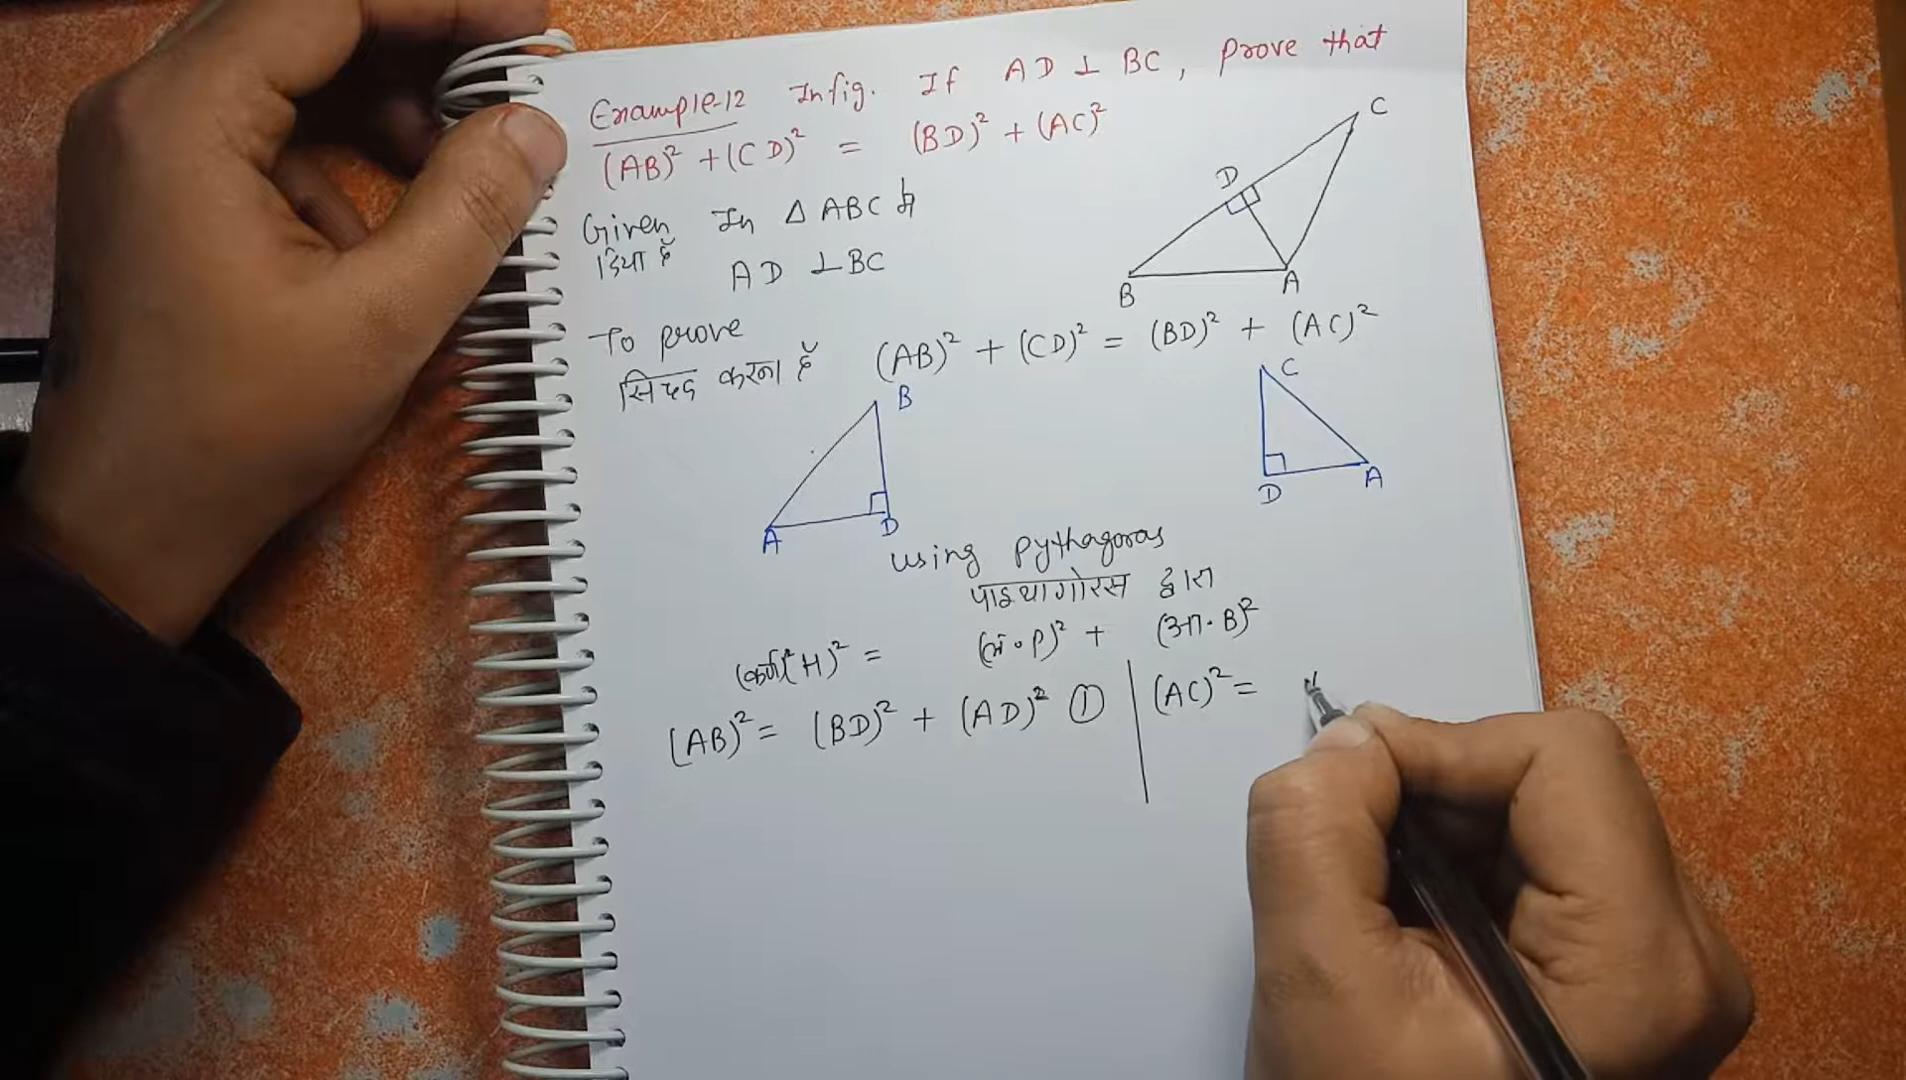 Example-12 Infig. If AD ⊥ BC, prove that
(AB)² + (CD)² = (BD)² + (AC)²
C
D
B
A
Given In △ ABC में
दिया है AD ⊥ BC
To prove
सिद्ध करना है (AB)² + (CD)² = (BD)² + (AC)²
B
A
D
C
D
A
using pythagoras
पाइथागोरस द्वारा
(कर्ण H)² = (लं॰P)² + (आ॰B)²
(AB)² = (BD)² + (AD)² ① | (AC)² =